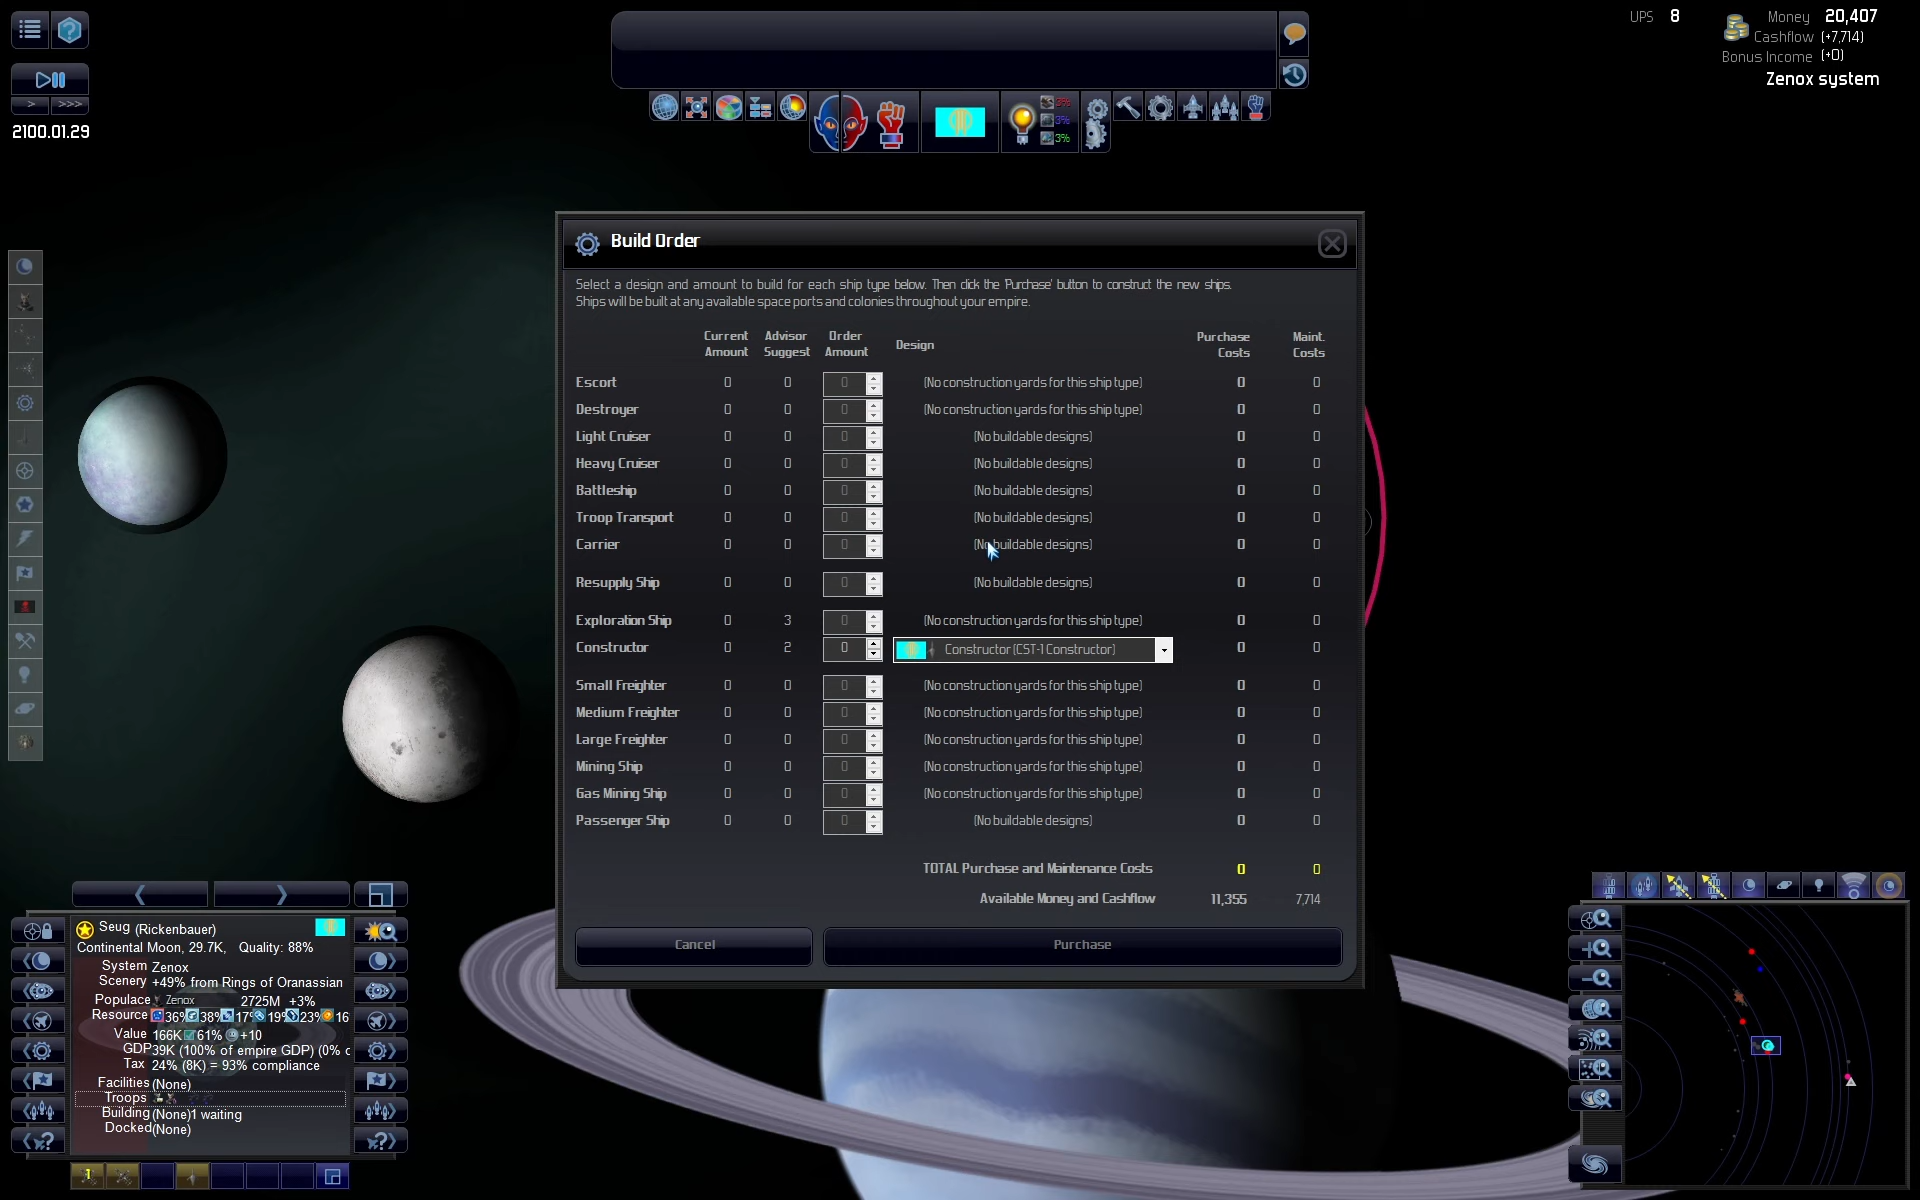 UPS 8
Money 20,407
Cashflow (+7,714)
Bonus Income (+0)
Zenox system
> >>>
2100.01.29
3%
3%
3%
Build Order
Select a design and amount to build for each ship type below. Then click the 'Purchase' button to construct the new ships.
Ships will be built at any available space ports and colonies throughout your empire.
Current Amount Advisor Suggest Order Amount Design Purchase Costs Maint. Costs
Escort 0 0 0 (No construction yards for this ship type) 0 0
Destroyer 0 0 0 (No construction yards for this ship type) 0 0
Light Cruiser 0 0 0 (No buildable designs) 0 0
Heavy Cruiser 0 0 0 (No buildable designs) 0 0
Battleship 0 0 0 (No buildable designs) 0 0
Troop Transport 0 0 0 (No buildable designs) 0 0
Carrier 0 0 0 (No buildable designs) 0 0
Resupply Ship 0 0 0 (No buildable designs) 0 0
Exploration Ship 0 3 0 (No construction yards for this ship type) 0 0
Constructor 0 2 0 Constructor (CST-1 Constructor) 0 0
Small Freighter 0 0 0 (No construction yards for this ship type) 0 0
Medium Freighter 0 0 0 (No construction yards for this ship type) 0 0
Large Freighter 0 0 0 (No construction yards for this ship type) 0 0
Mining Ship 0 0 0 (No construction yards for this ship type) 0 0
Gas Mining Ship 0 0 0 (No construction yards for this ship type) 0 0
Passenger Ship 0 0 0 (No buildable designs) 0 0
TOTAL Purchase and Maintenance Costs 0 0
Available Money and Cashflow 11,355 7,714
Cancel Purchase
Seug (Rickenbauer)
Continental Moon, 29.7K, Quality: 88%
System Zenox
Scenery +49% from Rings of Oranassian
Populace Zenox 2725M +3%
Resource 36% 38% 17% 19% 23% 16
Value 166K 61% +10
GDP 39K (100% of empire GDP) (0% c
Tax 24% (8K) = 93% compliance
Facilities (None)
Troops
Building (None) 1 waiting
Docked (None)
1